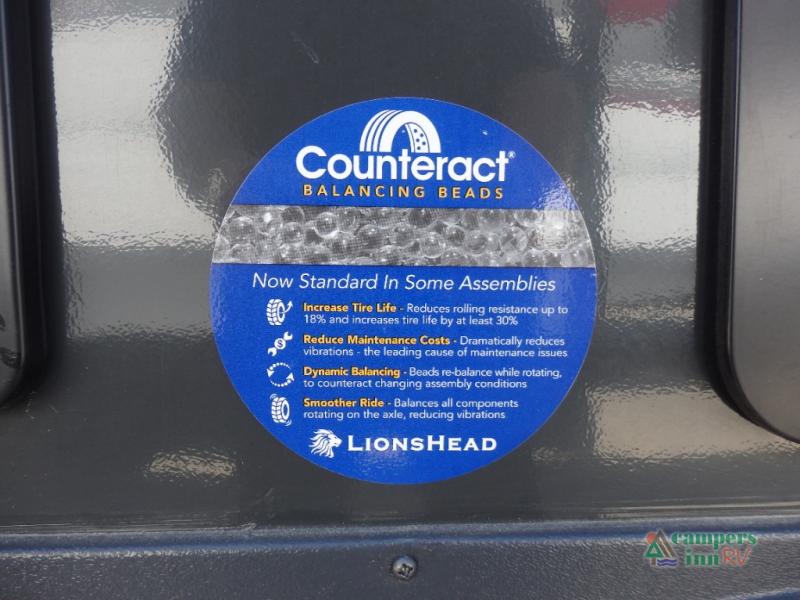 Counteract®
BALANCING BEADS
Now Standard In Some Assemblies
Increase Tire Life - Reduces rolling resistance up to
18% and increases tire life by at least 30%
Reduce Maintenance Costs - Dramatically reduces
vibrations - the leading cause of maintenance issues
Dynamic Balancing - Beads re-balance while rotating,
to counteract changing assembly conditions
Smoother Ride - Balances all components
rotating on the axle, reducing vibrations
LIONSHEAD
campers
inn RV